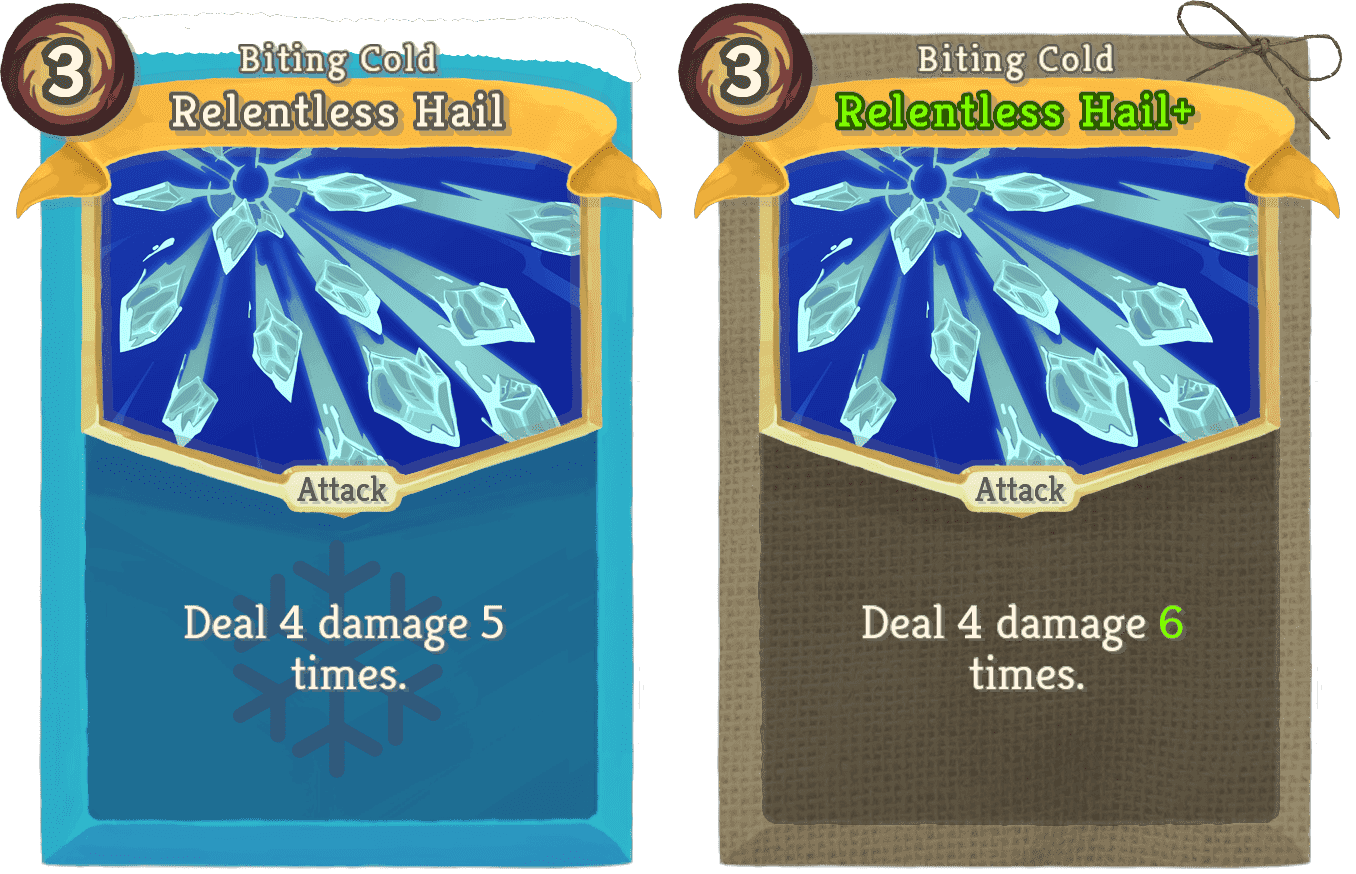 3
Biting Cold
Relentless Hail
Attack
Deal 4 damage 5
times.
3
Biting Cold
Relentless Hail+
Attack
Deal 4 damage 6
times.